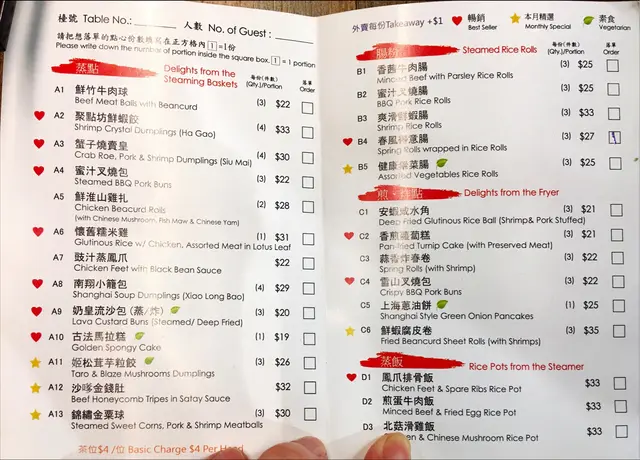 檯號 Table No.: 人數 No. of Guest :
請把想落單的點心份數填寫在正方格內 1 =1份
Please write down the number of portion inside the square box. 1 = 1 portion
蒸點 Delights from the Steaming Baskets 每份(件數) (Qty.)/Portion 落單 Order
A1 鮮竹牛肉球 (3) $22
Beef Meat Balls with Beancurd
A2 聚點坊鮮蝦餃 (4) $33
Shrimp Crystal Dumplings (Ha Gao)
A3 蟹子燒賣皇 (4) $30
Crab Roe, Pork & Shrimp Dumplings (Siu Mai)
A4 蜜汁叉燒包 (3) $22
Steamed BBQ Pork Buns
A5 鮮淮山雞扎 (2) $28
Chicken Beacurd Rolls
(with Chinese Mushroom, Fish Maw & Chinese Yam)
A6 懷舊糯米雞 (1) $31
Glutinous Rice w/ Chicken, Assorted Meat in Lotus Leaf
A7 豉汁蒸鳳爪 $22
Chicken Feet with Black Bean Sauce
A8 南翔小籠包 (4) $29
Shanghai Soup Dumplings (Xiao Long Bao)
A9 奶皇流沙包 (蒸/炸) (3) $20
Lava Custard Buns (Steamed/ Deep Fried)
A10 古法馬拉糕 (1) $19
Golden Spongy Cake
A11 姬松茸芋粒餃 (3) $26
Taro & Blaze Mushrooms Dumplings
A12 沙嗲金錢肚 $32
Beef Honeycomb Tripes in Satay Sauce
A13 錦繡金粟球 (3) $30
Steamed Sweet Corns, Pork & Shrimp Meatballs
茶位$4 /位 Basic Charge $4 Per Head
外賣每份Takeaway +$1 暢銷 Best Seller 本月精選 Monthly Special 素食 Vegetarian
腸粉 Steamed Rice Rolls
每份(件數) (Qty.)/Portion 落單 Order
B1 香茜牛肉腸 (3) $25
Minced Beef with Parsley Rice Rolls
B2 蜜汁叉燒腸 (3) $25
BBQ Pork Rice Rolls
B3 爽滑鮮蝦腸 (3) $33
Shrimp Rice Rolls
B4 春風得意腸 (3) $27
Spring Rolls wrapped in Rice Rolls
B5 健康素菜腸 (3) $25
Assorted Vegetables Rice Rolls
煎、炸點 Delights from the Fryer
C1 安蝦咸水角 (3) $21
Deep Fried Glutinous Rice Ball (Shrimp& Pork Stuffed)
C2 香煎蘿蔔糕 (3) $21
Pan-fried Turnip Cake (with Preserved Meat)
C3 蒜香炸春卷 (3) $22
Spring Rolls (with Shrimp)
C4 雪山叉燒包 (3) $22
Crispy BBQ Pork Buns
C5 上海蔥油餅 (1) $25
Shanghai Style Green Onion Pancakes
C6 鮮蝦腐皮卷 (3) $35
Fried Beancurd Sheet Rolls (with Shrimps)
蒸飯 Rice Pots from the Steamer
D1 鳳爪排骨飯 $33
Chicken Feet & Spare Ribs Rice Pot
D2 煎蛋牛肉飯 $33
Minced Beef & Fried Egg Rice Pot
D3 北菇滑雞飯 $33
& Chinese Mushroom Rice Pot